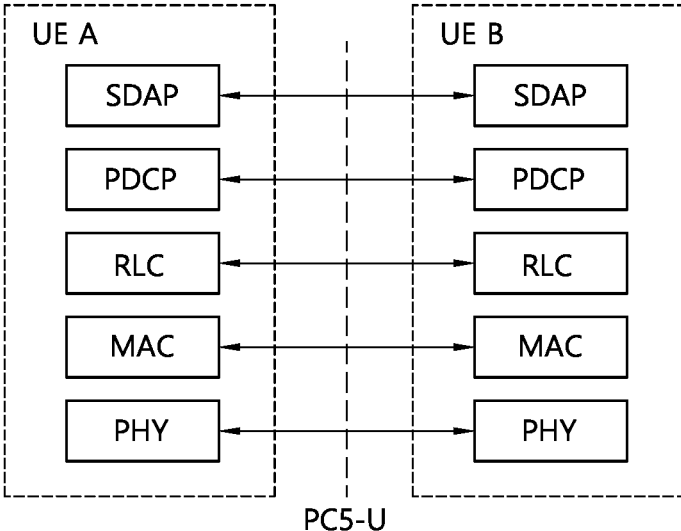 UE A UE B
SDAP SDAP
PDCP PDCP
RLC RLC
MAC MAC
PHY PHY
PC5-U